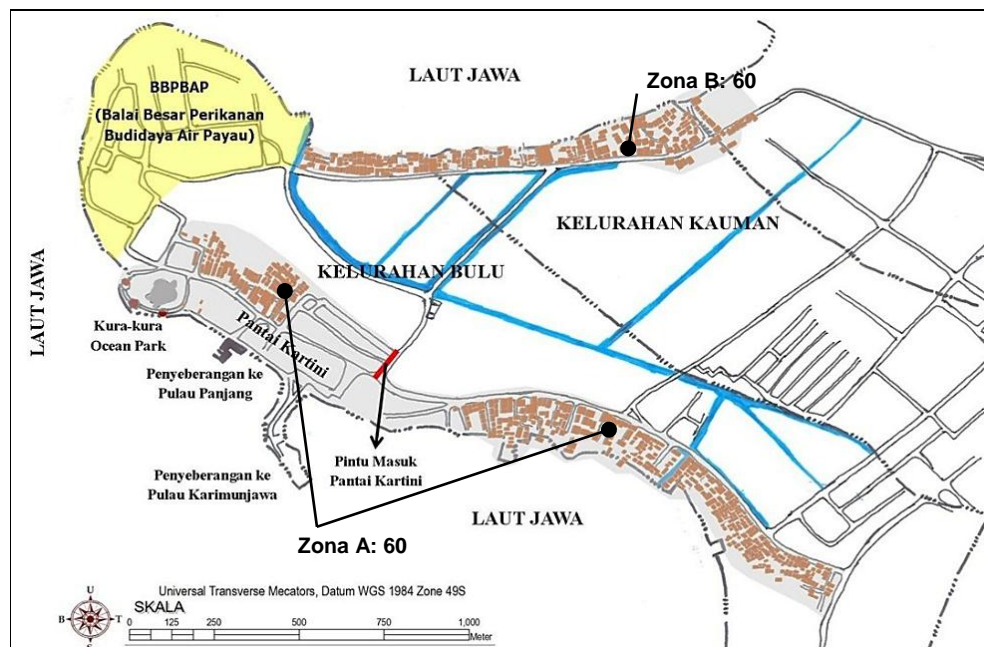 LAUT JAWA
Zona B: 60
BBPBAP
(Balai Besar Perikanan
Budidaya Air Payau)
KELURAHAN KAUMAN
KELURAHAN BULU
LAUT JAWA
Kura-kura
Ocean Park
Pantai Kartini
Penyeberangan ke
Pulau Panjang
Pintu Masuk
Pantai Kartini
Penyeberangan ke
Pulau Karimunjawa
LAUT JAWA
Zona A: 60
Universal Transverse Mecators, Datum WGS 1984 Zone 49S
SKALA
U
B
T
S
0 125 250 500 750 1,000
Meter